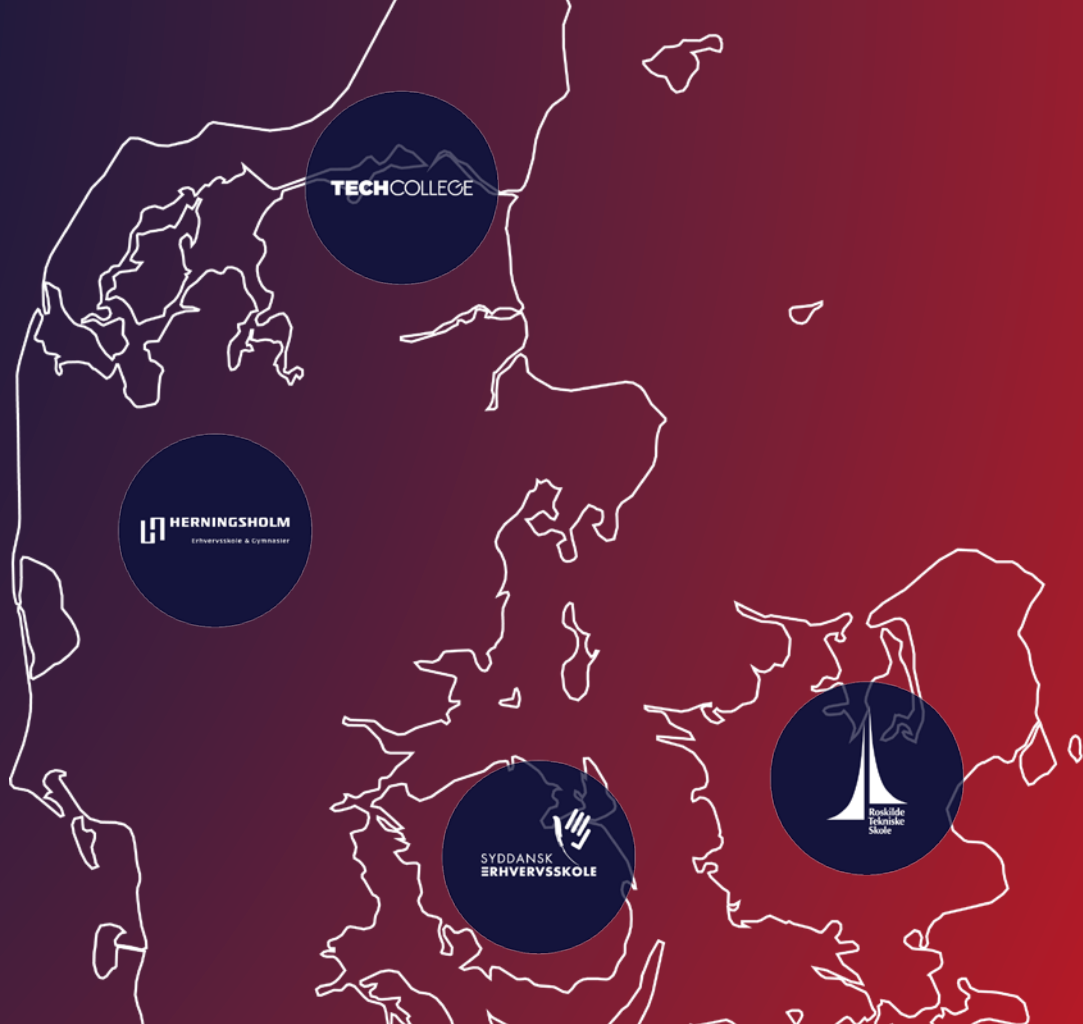 TECHCOLLEGE
HERNINGSHOLM
Erhvervsskole & Gymnasier
SYDDANSK
ERHVERVSSKOLE
Roskilde
Tekniske
Skole